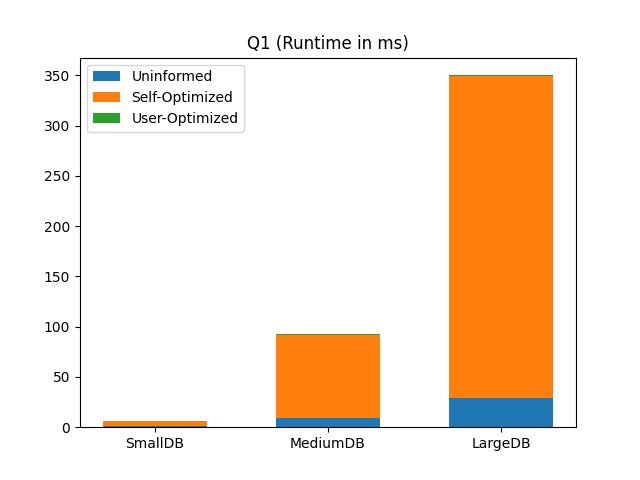 Q1 (Runtime in ms)
Uninformed
Self-Optimized
User-Optimized
350
300
250
200
150
100
50
0
SmallDB MediumDB LargeDB